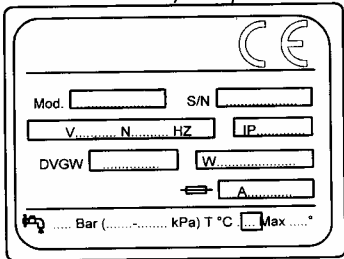 CE
Mod. ................ S/N ................
V............ N.......... HZ IP..............
DVGW ................ W.....................
A............
..... Bar (.......-........ kPa) T °C .... Max .....°